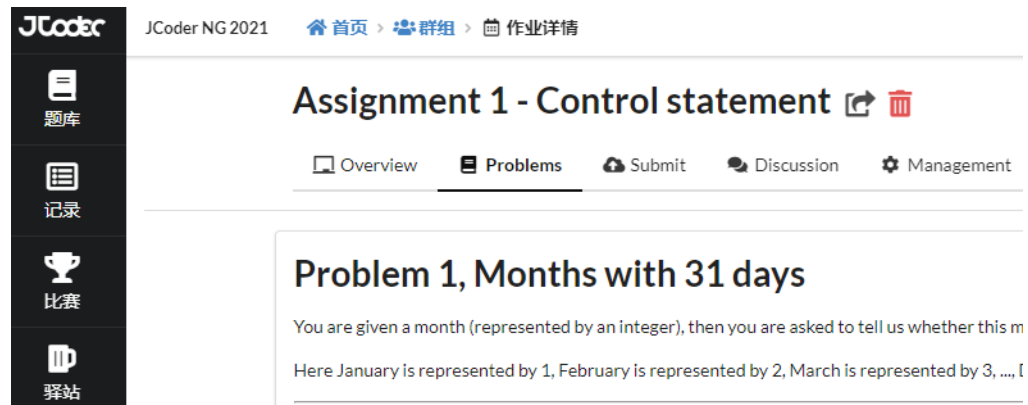 JCoder
JCoder NG 2021 首页 > 群组 > 作业详情
题库
记录
比赛
驿站
Assignment 1 - Control statement
Overview Problems Submit Discussion Management
Problem 1, Months with 31 days
You are given a month (represented by an integer), then you are asked to tell us whether this m
Here January is represented by 1, February is represented by 2, March is represented by 3, ..., D